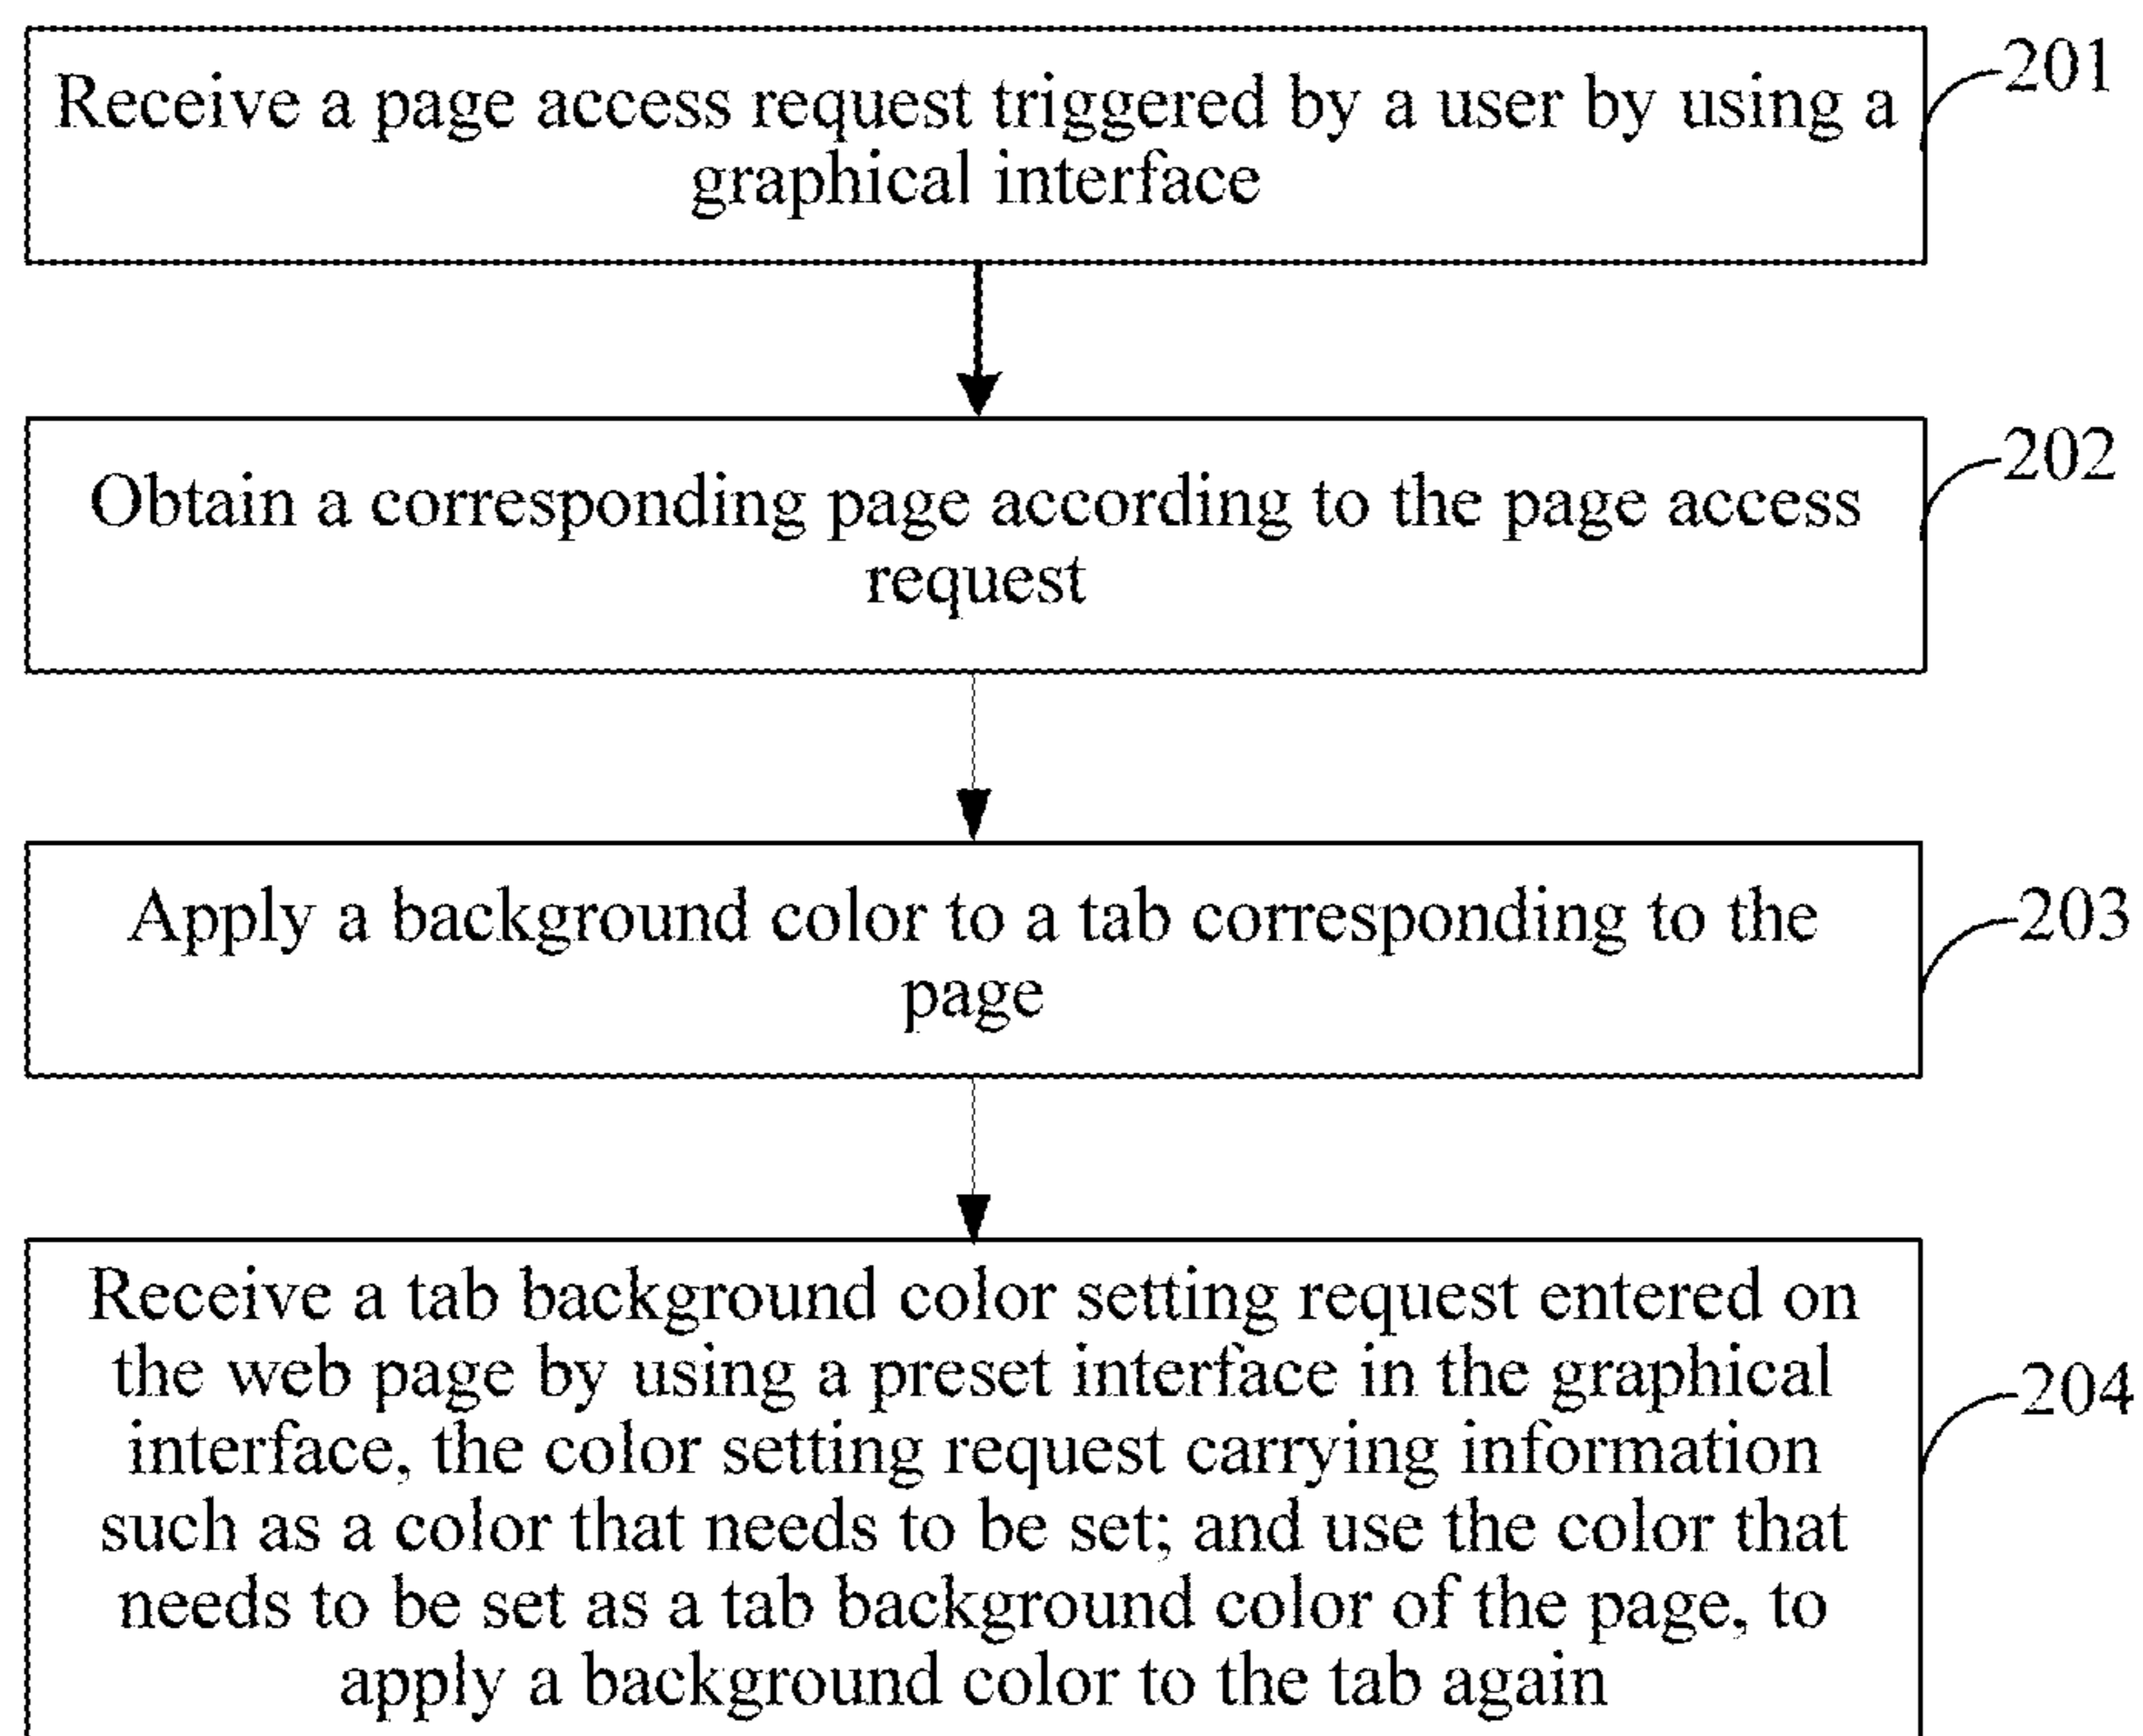 Receive a page access request triggered by a user by using a
graphical interface
201
Obtain a corresponding page according to the page access
request
202
Apply a background color to a tab corresponding to the
page
203
Receive a tab background color setting request entered on
the web page by using a preset interface in the graphical
interface, the color setting request carrying information
such as a color that needs to be set; and use the color that
needs to be set as a tab background color of the page, to
apply a background color to the tab again
204